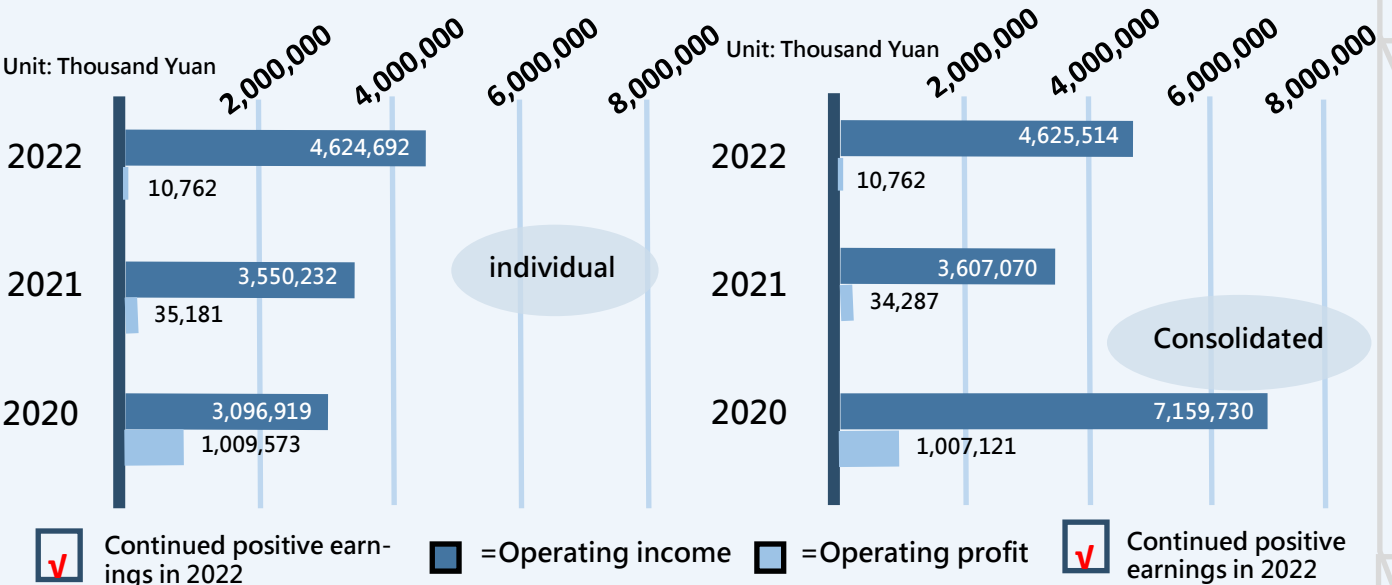 Unit: Thousand Yuan
2,000,000
4,000,000
6,000,000
8,000,000
2022
4,624,692
10,762
2021
3,550,232
35,181
individual
2020
3,096,919
1,009,573
Unit: Thousand Yuan
2,000,000
4,000,000
6,000,000
8,000,000
2022
4,625,514
10,762
2021
3,607,070
34,287
Consolidated
2020
7,159,730
1,007,121
√
Continued positive earn-
ings in 2022
=Operating income
=Operating profit
√
Continued positive
earnings in 2022